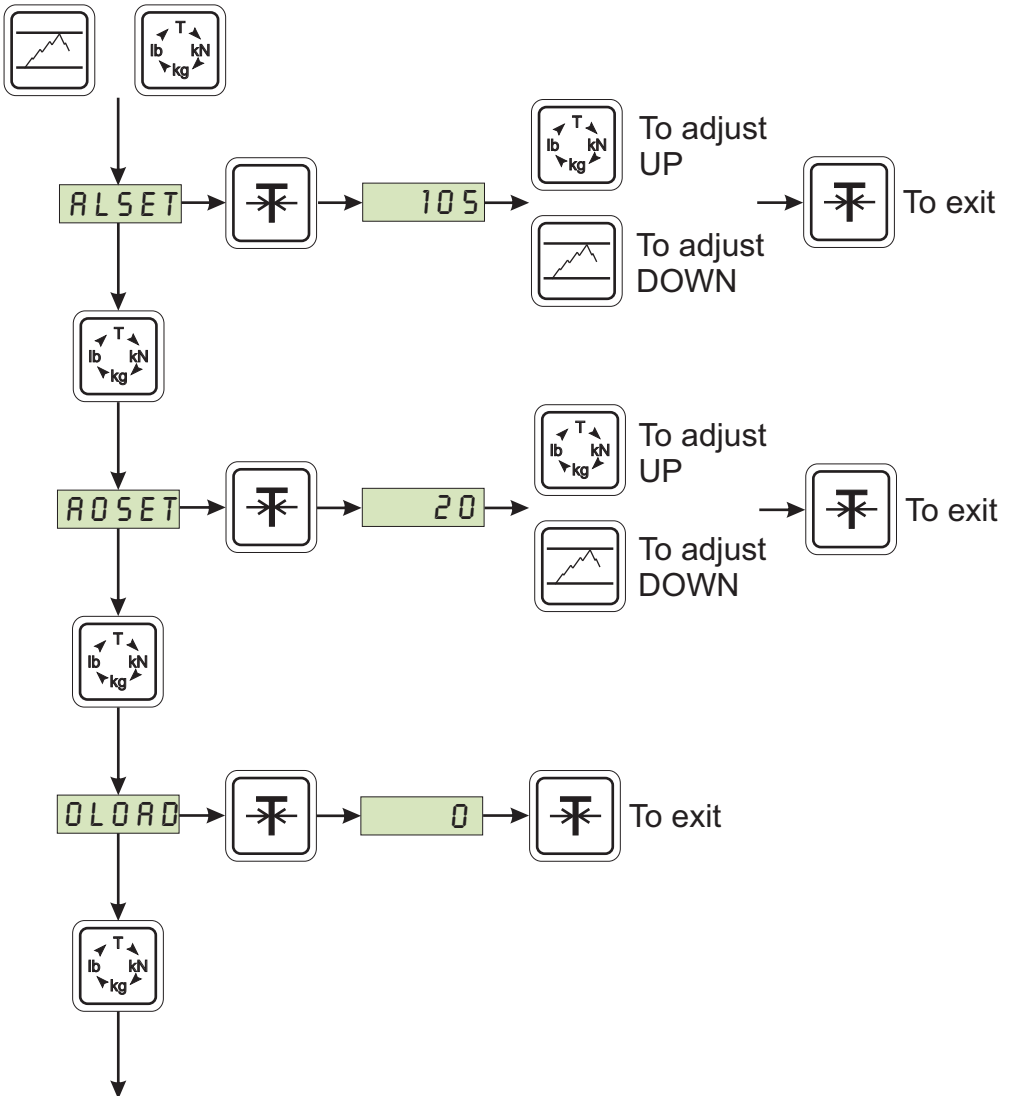 T
lb kN
kg
T
lb kN
kg
To adjust
UP
ALSET
T
105
To adjust
DOWN
T
To exit
T
lb kN
kg
T
lb kN
kg
To adjust
UP
AOSET
T
20
To adjust
DOWN
T
To exit
T
lb kN
kg
OLOAD
T
0
T
To exit
T
lb kN
kg